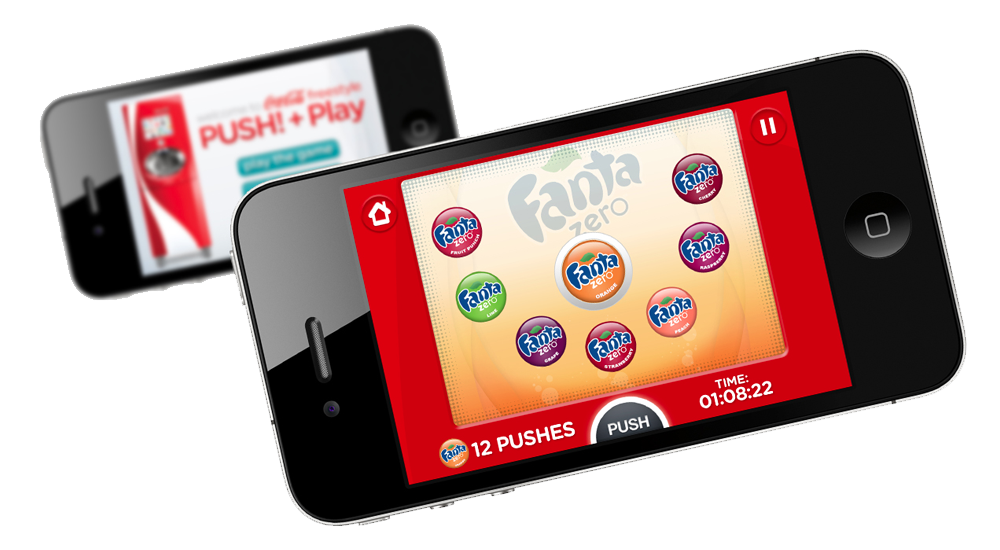 welcome to
Coca-Cola freestyle
PUSH! + Play
play the game
Fanta
zero
Fanta
zero
CHERRY
Fanta
zero
FRUIT PUNCH
Fanta
zero
RASPBERRY
Fanta
zero
ORANGE
Fanta
zero
LIME
Fanta
zero
PEACH
Fanta
zero
GRAPE
Fanta
zero
STRAWBERRY
TIME:
01:08:22
PUSH
Fanta
12 PUSHES